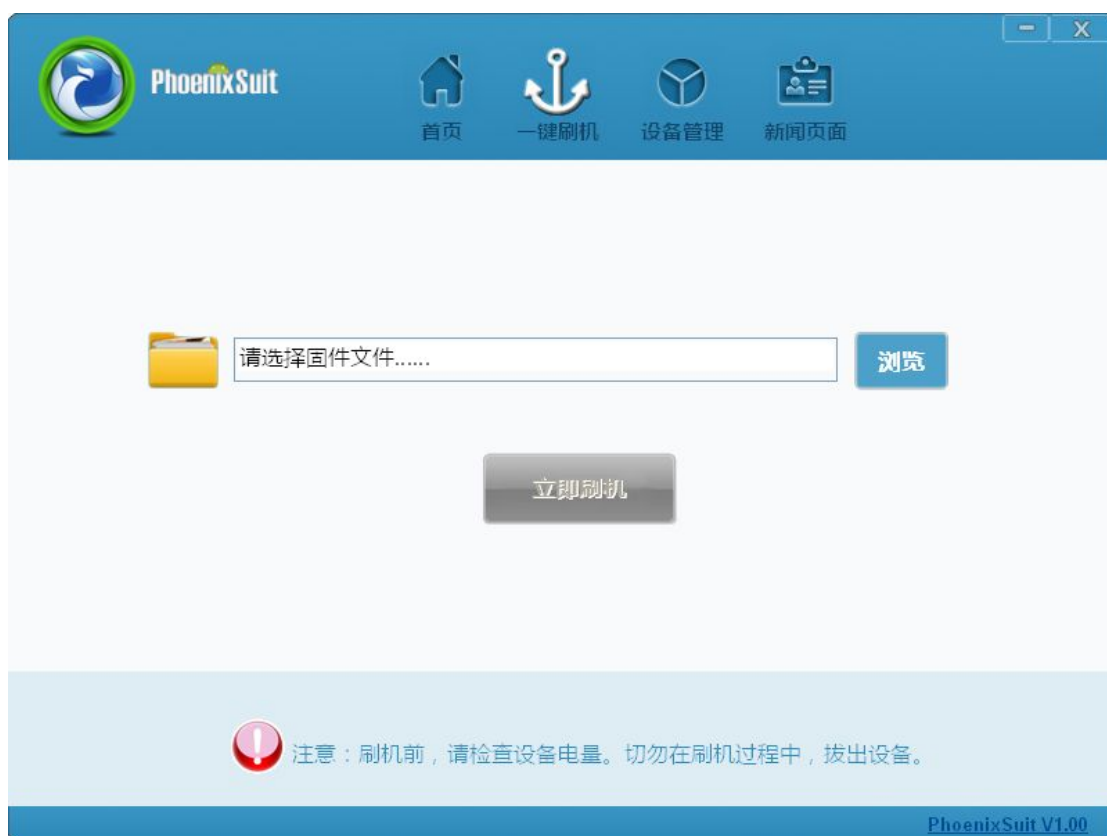 PhoenixSuit
首页 一键刷机 设备管理 新闻页面
请选择固件文件...... 浏览
立即刷机
注意：刷机前，请检查设备电量。切勿在刷机过程中，拔出设备。
PhoenixSuit V1.00